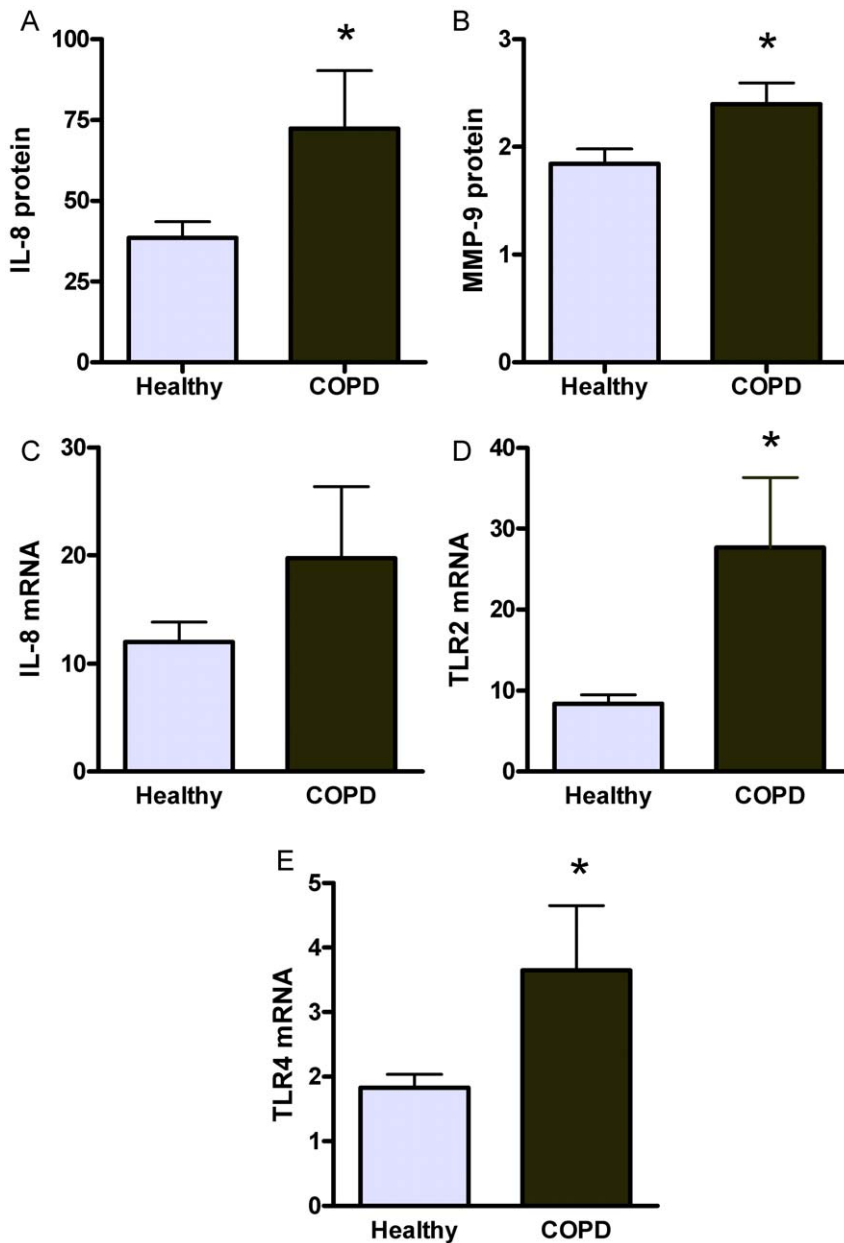 A
IL-8 protein
100
75
50
25
0
*
Healthy COPD
B
MMP-9 protein
3
2
1
0
*
Healthy COPD
C
IL-8 mRNA
30
20
10
0
Healthy COPD
D
TLR2 mRNA
40
30
20
10
0
*
Healthy COPD
E
TLR4 mRNA
5
4
3
2
1
0
*
Healthy COPD